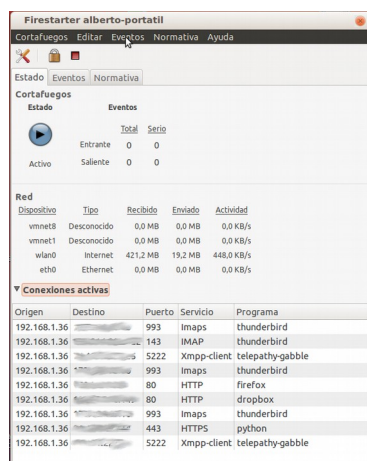 Firestarter alberto-portatil
Cortafuegos Editar Eventos Normativa Ayuda
Estado Eventos Normativa
Cortafuegos
Estado Eventos
Total Serio
Entrante 0 0
Activo Saliente 0 0
Red
Dispositivo Tipo Recibido Enviado Actividad
vmnet8 Desconocido 0,0 MB 0,0 MB 0,0 KB/s
vmnet1 Desconocido 0,0 MB 0,0 MB 0,0 KB/s
wlan0 Internet 421,2 MB 19,2 MB 448,0 KB/s
eth0 Ethernet 0,0 MB 0,0 MB 0,0 KB/s
Conexiones activas
Origen Destino Puerto Servicio Programa
192.168.1.36 993 Imaps thunderbird
192.168.1.36 143 IMAP thunderbird
192.168.1.36 5222 Xmpp-client telepathy-gabble
192.168.1.36 993 Imaps thunderbird
192.168.1.36 80 HTTP firefox
192.168.1.36 80 HTTP dropbox
192.168.1.36 993 Imaps thunderbird
192.168.1.36 443 HTTPS python
192.168.1.36 5222 Xmpp-client telepathy-gabble